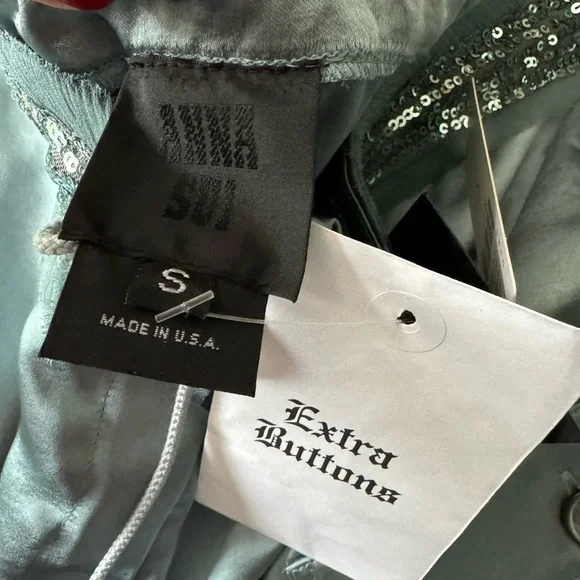 ANNA
SUI
S
MADE IN U.S.A.
Extra
Buttons